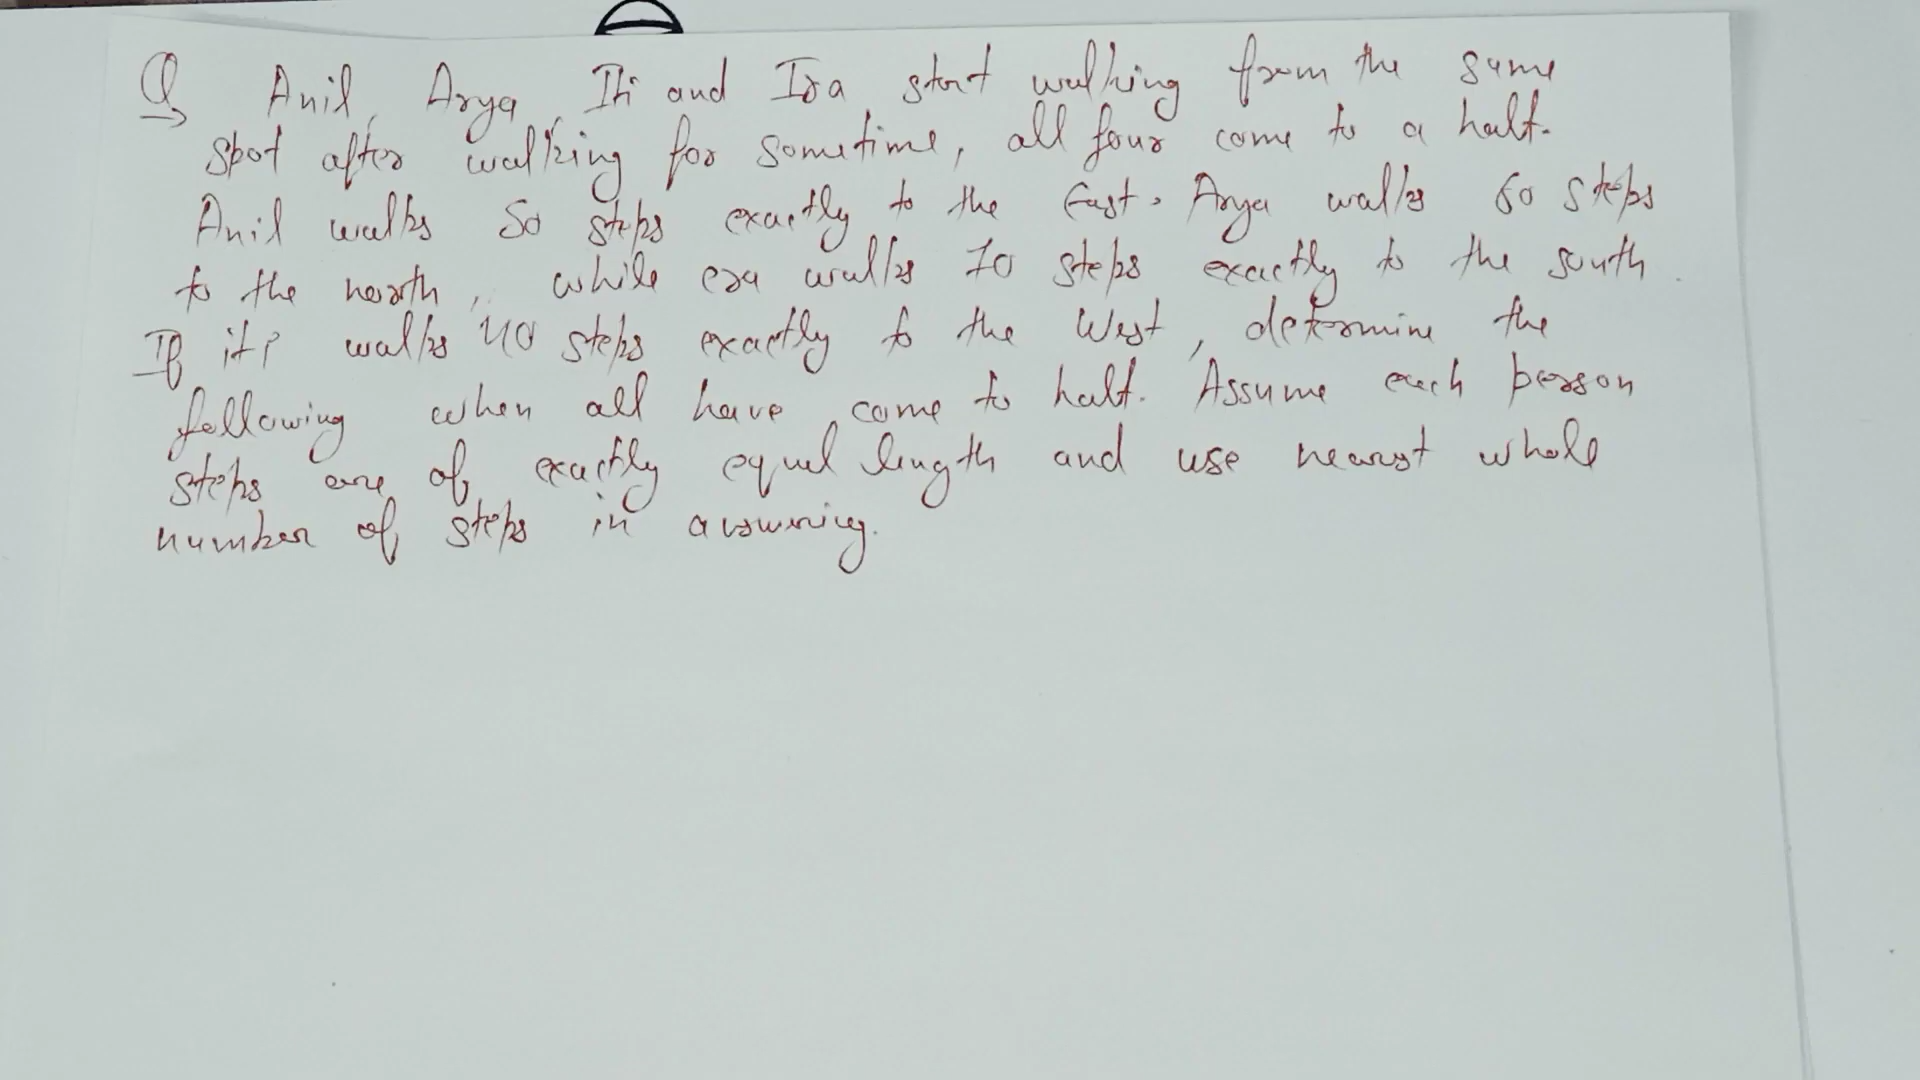 Q Anil, Arya, Iti and Ira start walking from the same
spot after walking for sometime, all four come to a halt.
Anil walks 50 steps exactly to the East. Arya walks 60 steps
to the north, while era walks 70 steps exactly to the south.
If iti walks 40 steps exactly to the West, determine the
following when all have come to halt. Assume each person
steps are of exactly equal length and use nearest whole
number of steps in